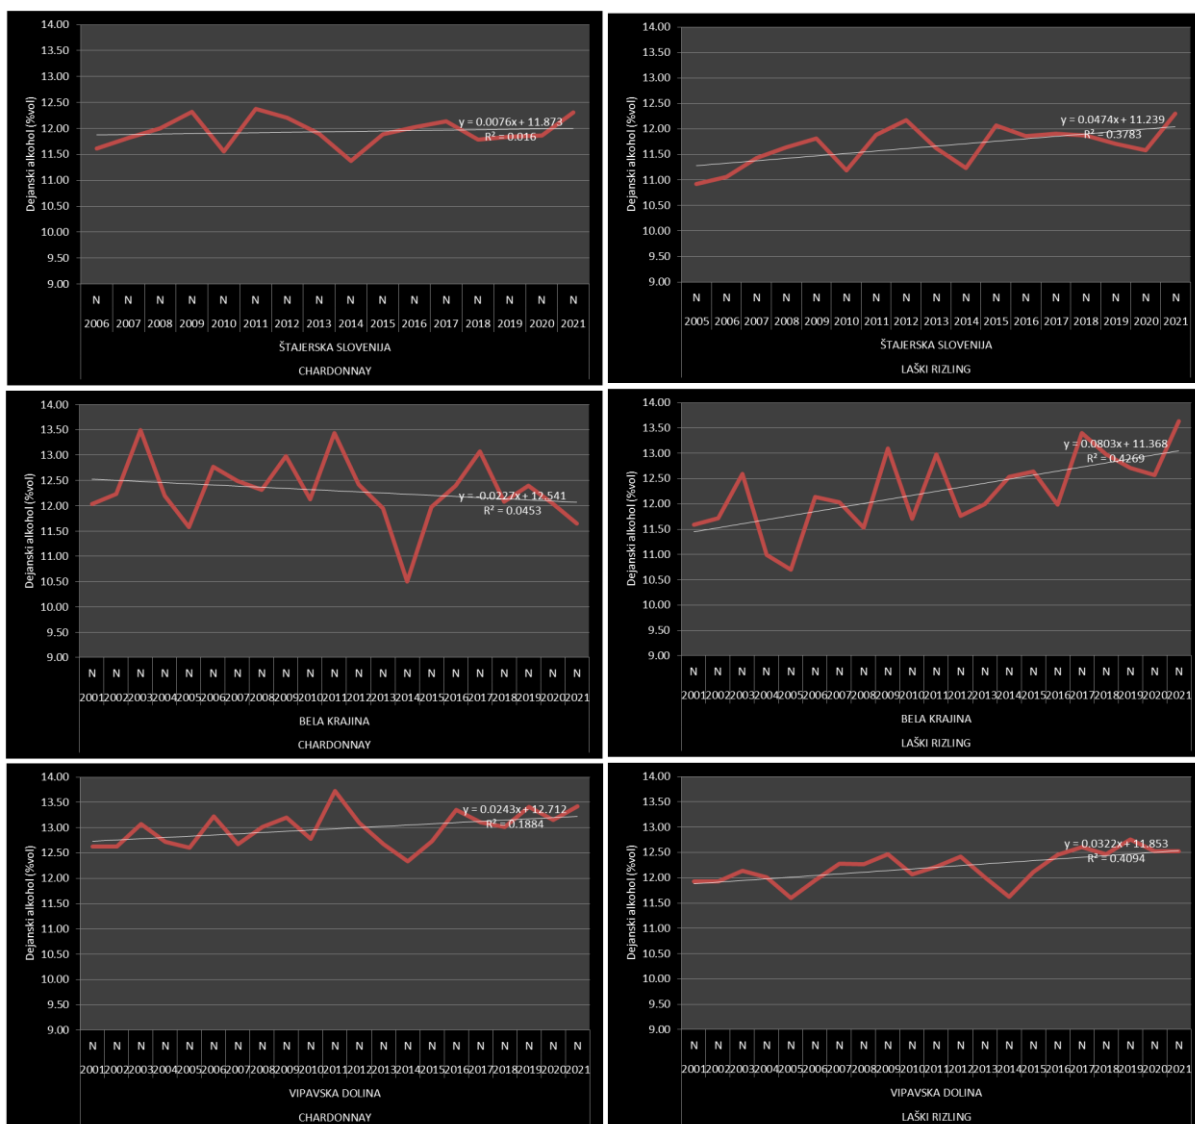 Dejanski alkohol (%vol)
14.00
13.50
13.00
12.50
12.00
11.50
11.00
10.50
10.00
9.50
9.00
y = 0.0076x + 11.873
R² = 0.016
N N N N N N N N N N N N N N N N
2006 2007 2008 2009 2010 2011 2012 2013 2014 2015 2016 2017 2018 2019 2020 2021
ŠTAJERSKA SLOVENIJA
CHARDONNAY
Dejanski alkohol (%vol)
14.00
13.50
13.00
12.50
12.00
11.50
11.00
10.50
10.00
9.50
9.00
y = 0.0474x + 11.239
R² = 0.3783
N N N N N N N N N N N N N N N N N
2005 2006 2007 2008 2009 2010 2011 2012 2013 2014 2015 2016 2017 2018 2019 2020 2021
ŠTAJERSKA SLOVENIJA
LAŠKI RIZLING
Dejanski alkohol (%vol)
14.00
13.50
13.00
12.50
12.00
11.50
11.00
10.50
10.00
9.50
9.00
y = -0.0227x + 12.541
R² = 0.0453
N N N N N N N N N N N N N N N N N N N N N
2001 2002 2003 2004 2005 2006 2007 2008 2009 2010 2011 2012 2013 2014 2015 2016 2017 2018 2019 2020 2021
BELA KRAJINA
CHARDONNAY
Dejanski alkohol (%vol)
14.00
13.50
13.00
12.50
12.00
11.50
11.00
10.50
10.00
9.50
9.00
y = 0.0803x + 11.368
R² = 0.4269
N N N N N N N N N N N N N N N N N N N N N
2001 2002 2003 2004 2005 2006 2007 2008 2009 2010 2011 2012 2013 2014 2015 2016 2017 2018 2019 2020 2021
BELA KRAJINA
LAŠKI RIZLING
Dejanski alkohol (%vol)
14.00
13.50
13.00
12.50
12.00
11.50
11.00
10.50
10.00
9.50
9.00
y = 0.0243x + 12.712
R² = 0.1884
N N N N N N N N N N N N N N N N N N N N N
2001 2002 2003 2004 2005 2006 2007 2008 2009 2010 2011 2012 2013 2014 2015 2016 2017 2018 2019 2020 2021
VIPAVSKA DOLINA
CHARDONNAY
Dejanski alkohol (%vol)
14.00
13.50
13.00
12.50
12.00
11.50
11.00
10.50
10.00
9.50
9.00
y = 0.0322x + 11.853
R² = 0.4094
N N N N N N N N N N N N N N N N N N N N N
2001 2002 2003 2004 2005 2006 2007 2008 2009 2010 2011 2012 2013 2014 2015 2016 2017 2018 2019 2020 2021
VIPAVSKA DOLINA
LAŠKI RIZLING